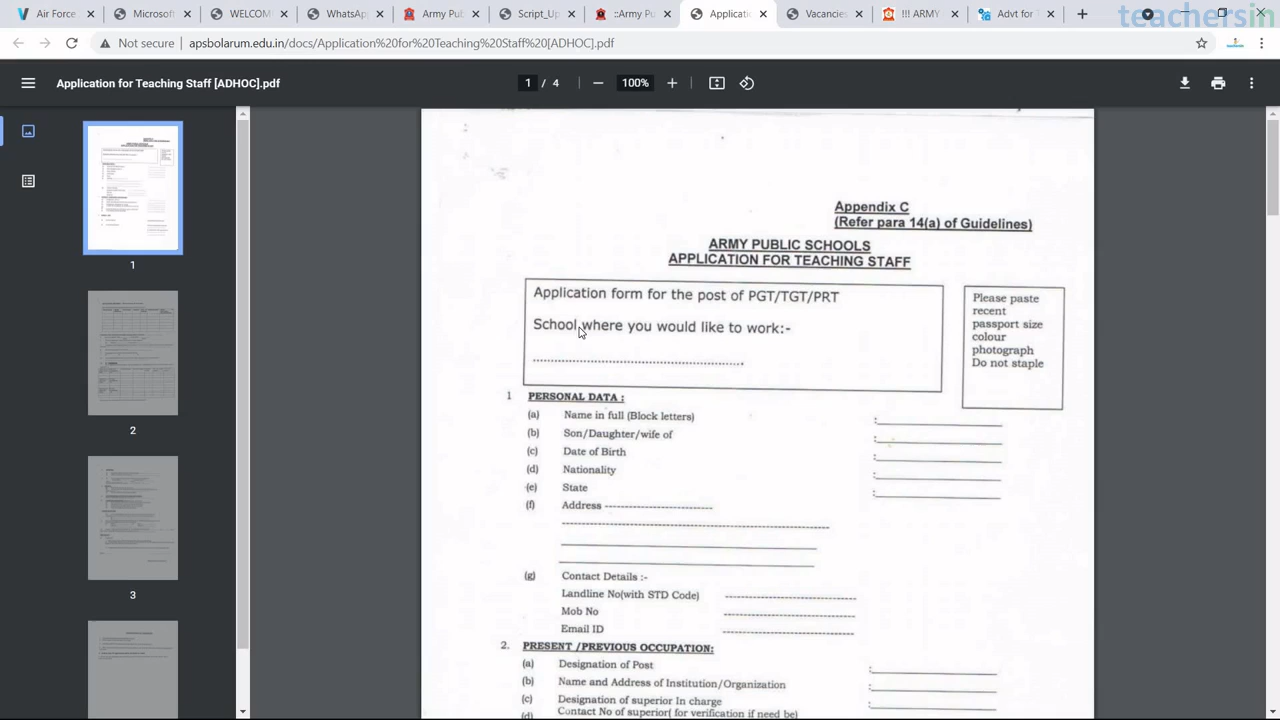 teachersin
Air Force
Microsoft
WELCOM
WhatsAp
Army Pub
Script_Up
::Army Pu
Applicati
Vacancies
!!! ARMY
Advt for T
Not secure
apsbolarum.edu.in/docs/Application%20for%20Teaching%20Staff%20[ADHOC].pdf
Application for Teaching Staff [ADHOC].pdf
1 / 4
100%
1
2
3
Appendix C
(Refer para 14(a) of Guidelines)
ARMY PUBLIC SCHOOLS
APPLICATION FOR TEACHING STAFF
Application form for the post of PGT/TGT/PRT
School where you would like to work:-
Please paste
recent
passport size
colour
photograph
Do not staple
1 PERSONAL DATA :
(a) Name in full (Block letters) :
(b) Son/Daughter/wife of :
(c) Date of Birth :
(d) Nationality :
(e) State :
(f) Address
(g) Contact Details :-
Landline No(with STD Code)
Mob No
Email ID
2. PRESENT /PREVIOUS OCCUPATION:
(a) Designation of Post :
(b) Name and Address of Institution/Organization :
(c) Designation of superior In charge :
(d) Contact No of superior( for verification if need be)